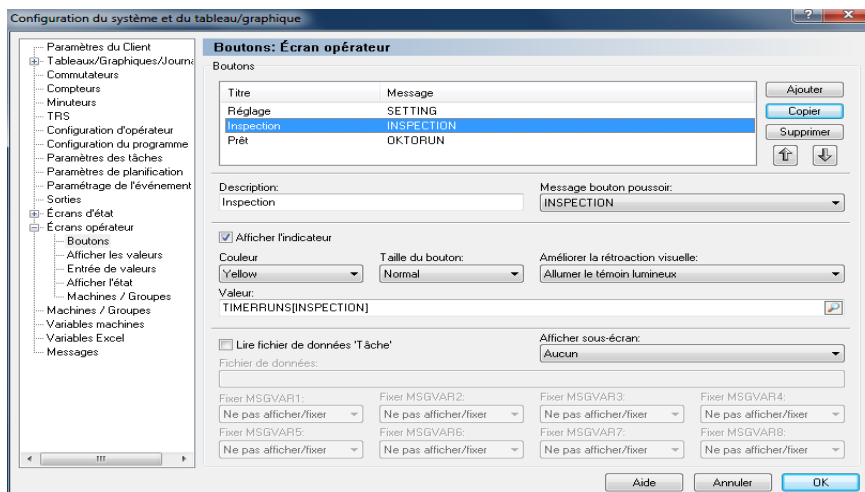 Configuration du système et du tableau/graphique
Paramètres du Client
Tableaux/Graphiques/Journa
Commutateurs
Compteurs
Minuteurs
TRS
Configuration d'opérateur
Configuration du programme
Paramètres des tâches
Paramètres de planification
Paramétrage de l'événement
Sorties
Écrans d'état
Écrans opérateur
Boutons
Afficher les valeurs
Entrée de valeurs
Afficher l'état
Machines / Groupes
Machines / Groupes
Variables machines
Variables Excel
Messages
Boutons: Écran opérateur
Boutons
Titre Message
Réglage SETTING
Inspection INSPECTION
Prêt OKTORUN
Ajouter
Copier
Supprimer
Description: Message bouton poussoir:
Inspection INSPECTION
Afficher l'indicateur
Couleur Taille du bouton: Améliorer la rétroaction visuelle:
Yellow Normal Allumer le témoin lumineux
Valeur:
TIMERRUNS[INSPECTION]
Lire fichier de données 'Tâche' Afficher sous-écran:
Aucun
Fichier de données:
Fixer MSGVAR1: Fixer MSGVAR2: Fixer MSGVAR3: Fixer MSGVAR4:
Ne pas afficher/fixer Ne pas afficher/fixer Ne pas afficher/fixer Ne pas afficher/fixer
Fixer MSGVAR5: Fixer MSGVAR6: Fixer MSGVAR7: Fixer MSGVAR8:
Ne pas afficher/fixer Ne pas afficher/fixer Ne pas afficher/fixer Ne pas afficher/fixer
Aide Annuler OK